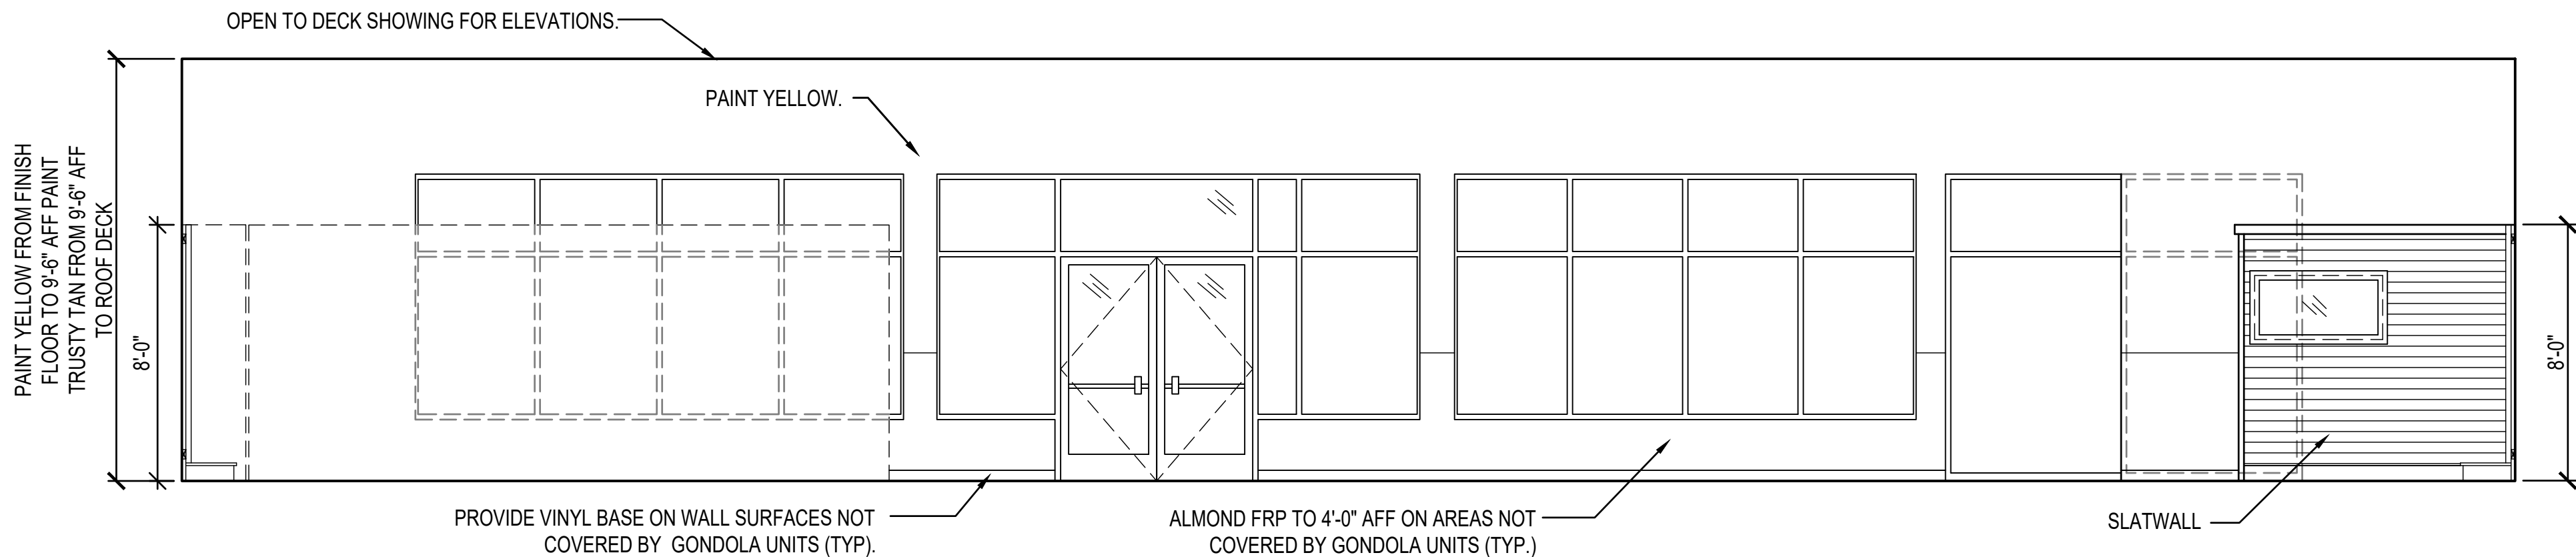 OPEN TO DECK SHOWING FOR ELEVATIONS.
PAINT YELLOW.
PAINT YELLOW FROM FINISH
FLOOR TO 9'-6" AFF PAINT
TRUSTY TAN FROM 9'-6" AFF
TO ROOF DECK
8'-0"
8'-0"
PROVIDE VINYL BASE ON WALL SURFACES NOT
COVERED BY GONDOLA UNITS (TYP).
ALMOND FRP TO 4'-0" AFF ON AREAS NOT
COVERED BY GONDOLA UNITS (TYP.)
SLATWALL